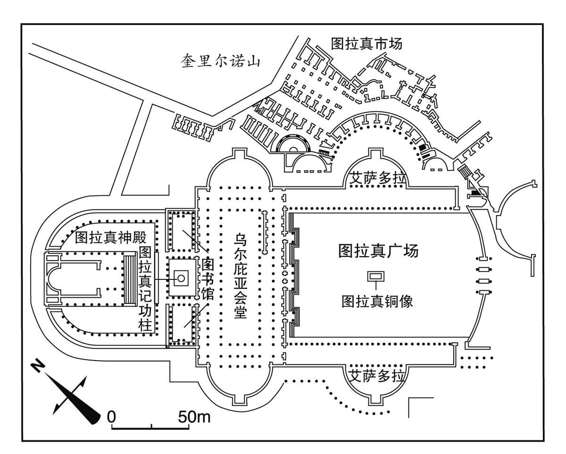 图拉真市场
奎里尔诺山
艾萨多拉
图拉真神殿
图拉真记功柱
图书馆
乌尔庇亚会堂
图拉真广场
图拉真铜像
艾萨多拉
N
0 50m